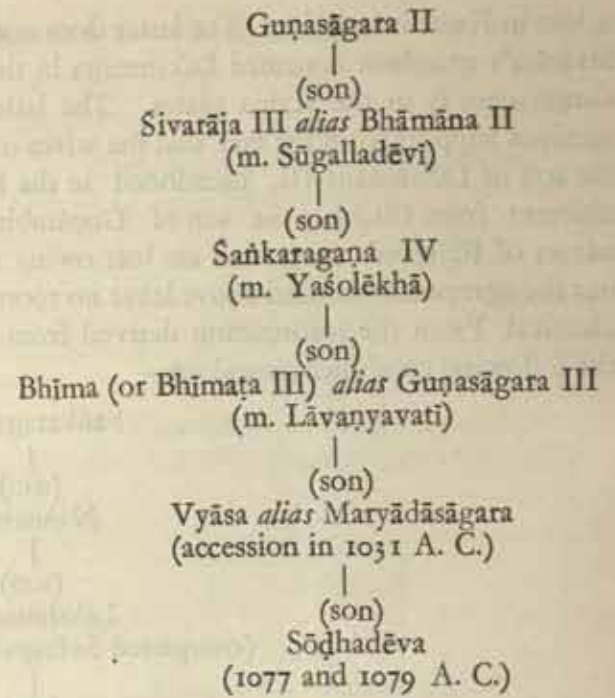 Guṇasāgara II
(son)
Śivarāja III alias Bhāmāna II
(m. Sūgalladēvī)
(son)
Śaṅkaragaṇa IV
(m. Yaśolēkhā)
(son)
Bhīma (or Bhīmaṭa III) alias Guṇasāgara III
(m. Lāvaṇyavatī)
(son)
Vyāsa alias Maryādāsāgara
(accession in 1031 A. C.)
(son)
Sōḍhadēva
(1077 and 1079 A. C.)